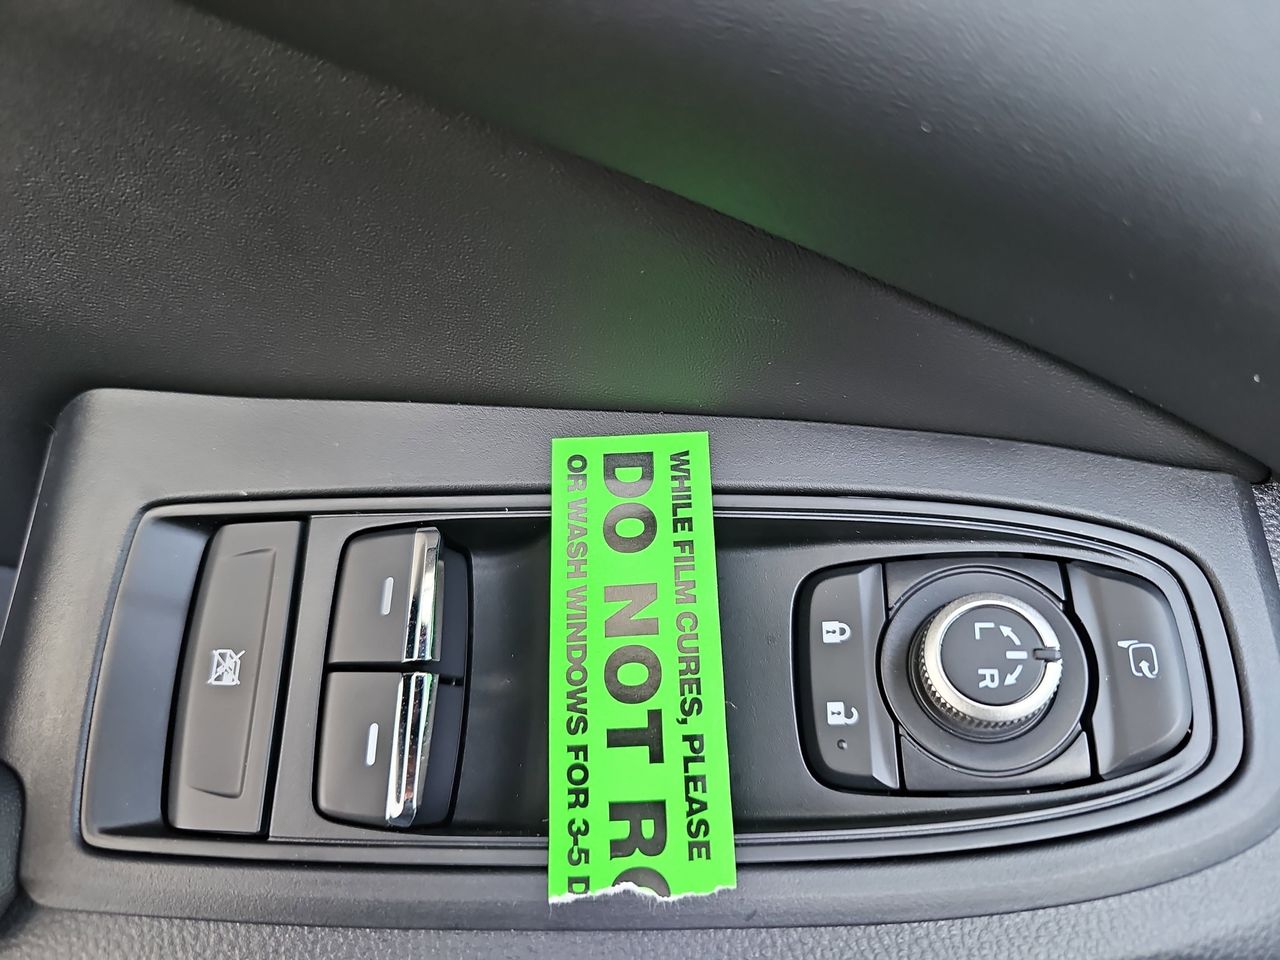 WHILE FILM CURES, PLEASE
DO NOT RO
OR WASH WINDOWS FOR 3-5 D
L
R